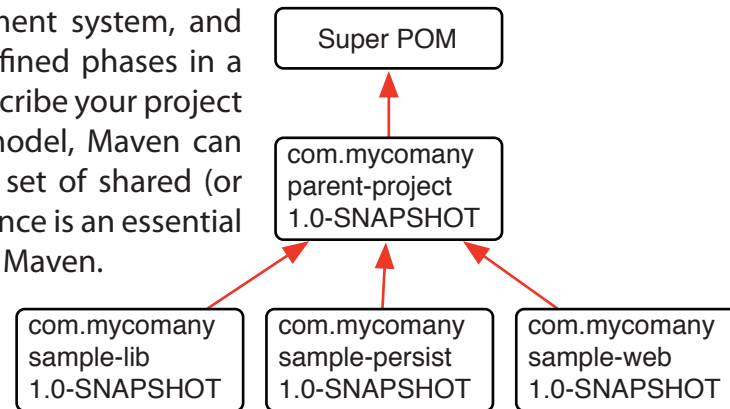 nent system, and
fined phases in a
cribe your project
nodel, Maven can
set of shared (or
nce is an essential
Maven.
Super POM
com.mycomany
parent-project
1.0-SNAPSHOT
com.mycomany
sample-lib
1.0-SNAPSHOT
com.mycomany
sample-persist
1.0-SNAPSHOT
com.mycomany
sample-web
1.0-SNAPSHOT